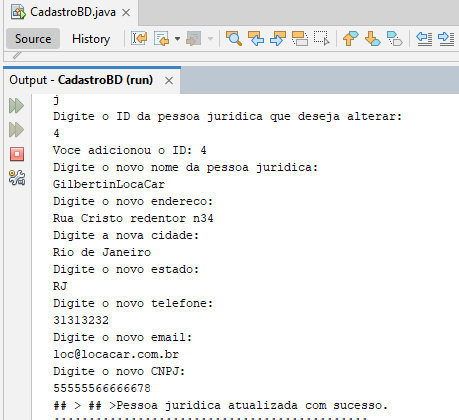 CadastroBD.java ×
Source History
Output - CadastroBD (run) ×
j
Digite o ID da pessoa juridica que deseja alterar:
4
Voce adicionou o ID: 4
Digite o novo nome da pessoa juridica:
GilbertinLocaCar
Digite o novo endereco:
Rua Cristo redentor n34
Digite a nova cidade:
Rio de Janeiro
Digite o novo estado:
RJ
Digite o novo telefone:
31313232
Digite o novo email:
loc@locacar.com.br
Digite o novo CNPJ:
55555566666678
## > ## >Pessoa juridica atualizada com sucesso.